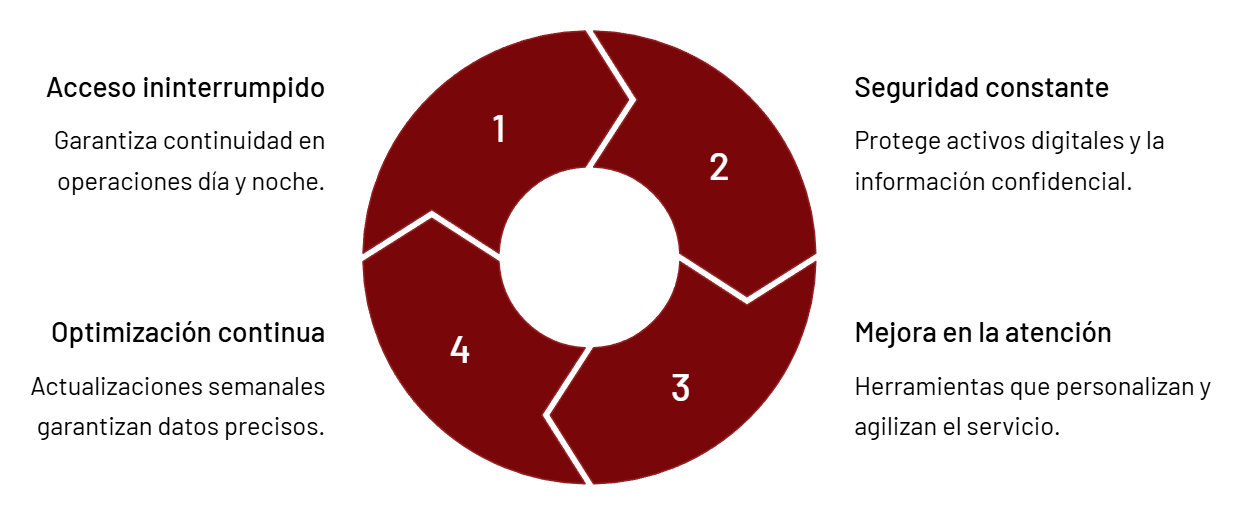 Acceso ininterrumpido
Garantiza continuidad en
operaciones día y noche.
1
2
Seguridad constante
Protege activos digitales y la
información confidencial.
Optimización continua
Actualizaciones semanales
garantizan datos precisos.
4
3
Mejora en la atención
Herramientas que personalizan y
agilizan el servicio.